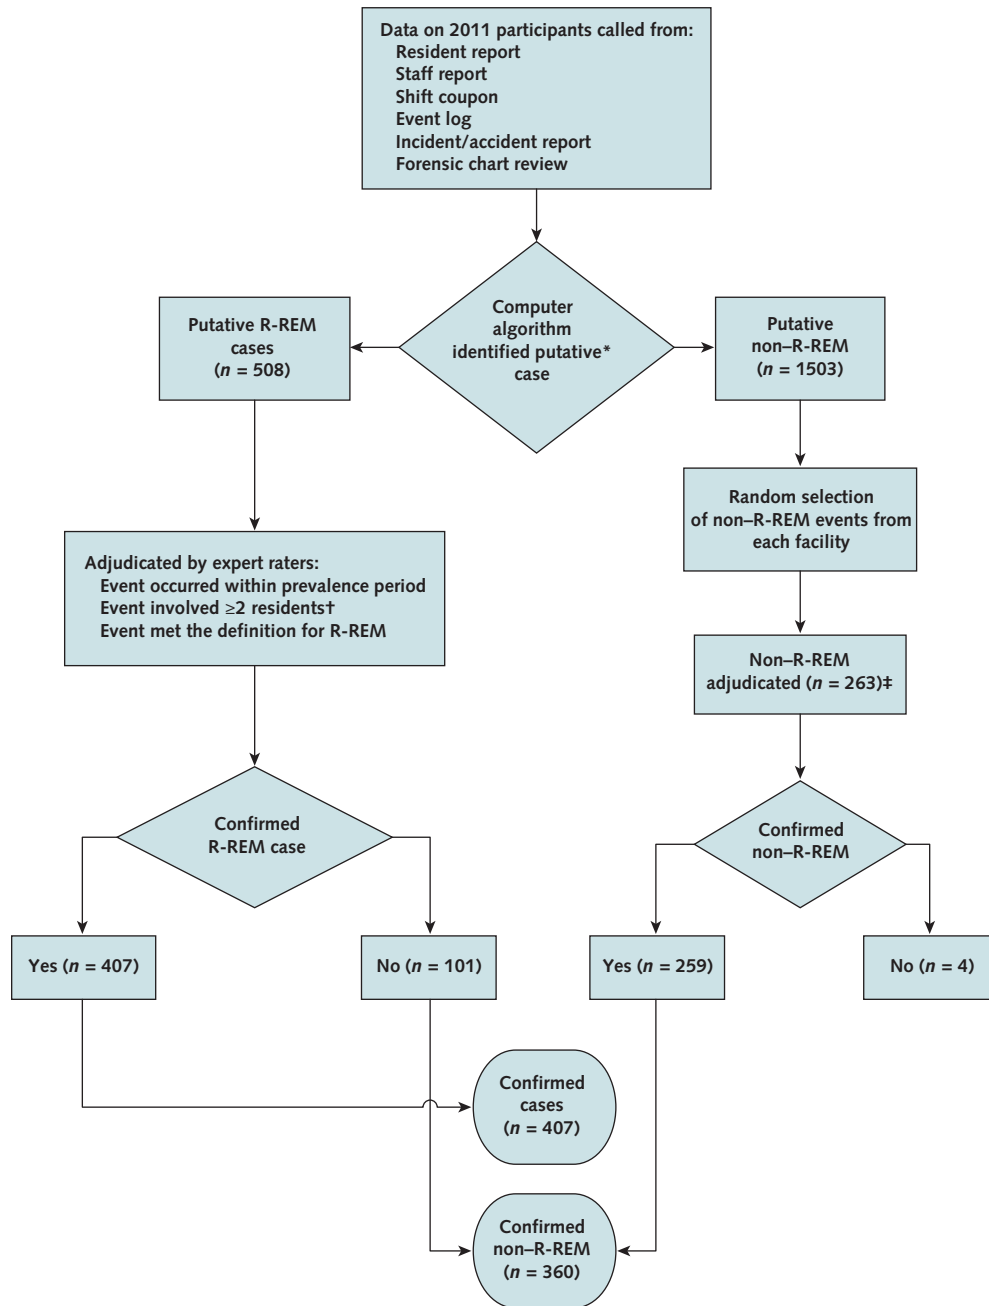 Data on 2011 participants called from:
Resident report
Staff report
Shift coupon
Event log
Incident/accident report
Forensic chart review
Computer
algorithm
identified putative*
case
Putative R-REM
cases
(n = 508)
Putative
non–R-REM
(n = 1503)
Random selection
of non–R-REM events from
each facility
Adjudicated by expert raters:
Event occurred within prevalence period
Event involved ≥2 residents†
Event met the definition for R-REM
Non–R-REM
adjudicated (n = 263)‡
Confirmed
R-REM case
Confirmed
non–R-REM
Yes (n = 407)
No (n = 101)
Yes (n = 259)
No (n = 4)
Confirmed
cases
(n = 407)
Confirmed
non–R-REM
(n = 360)